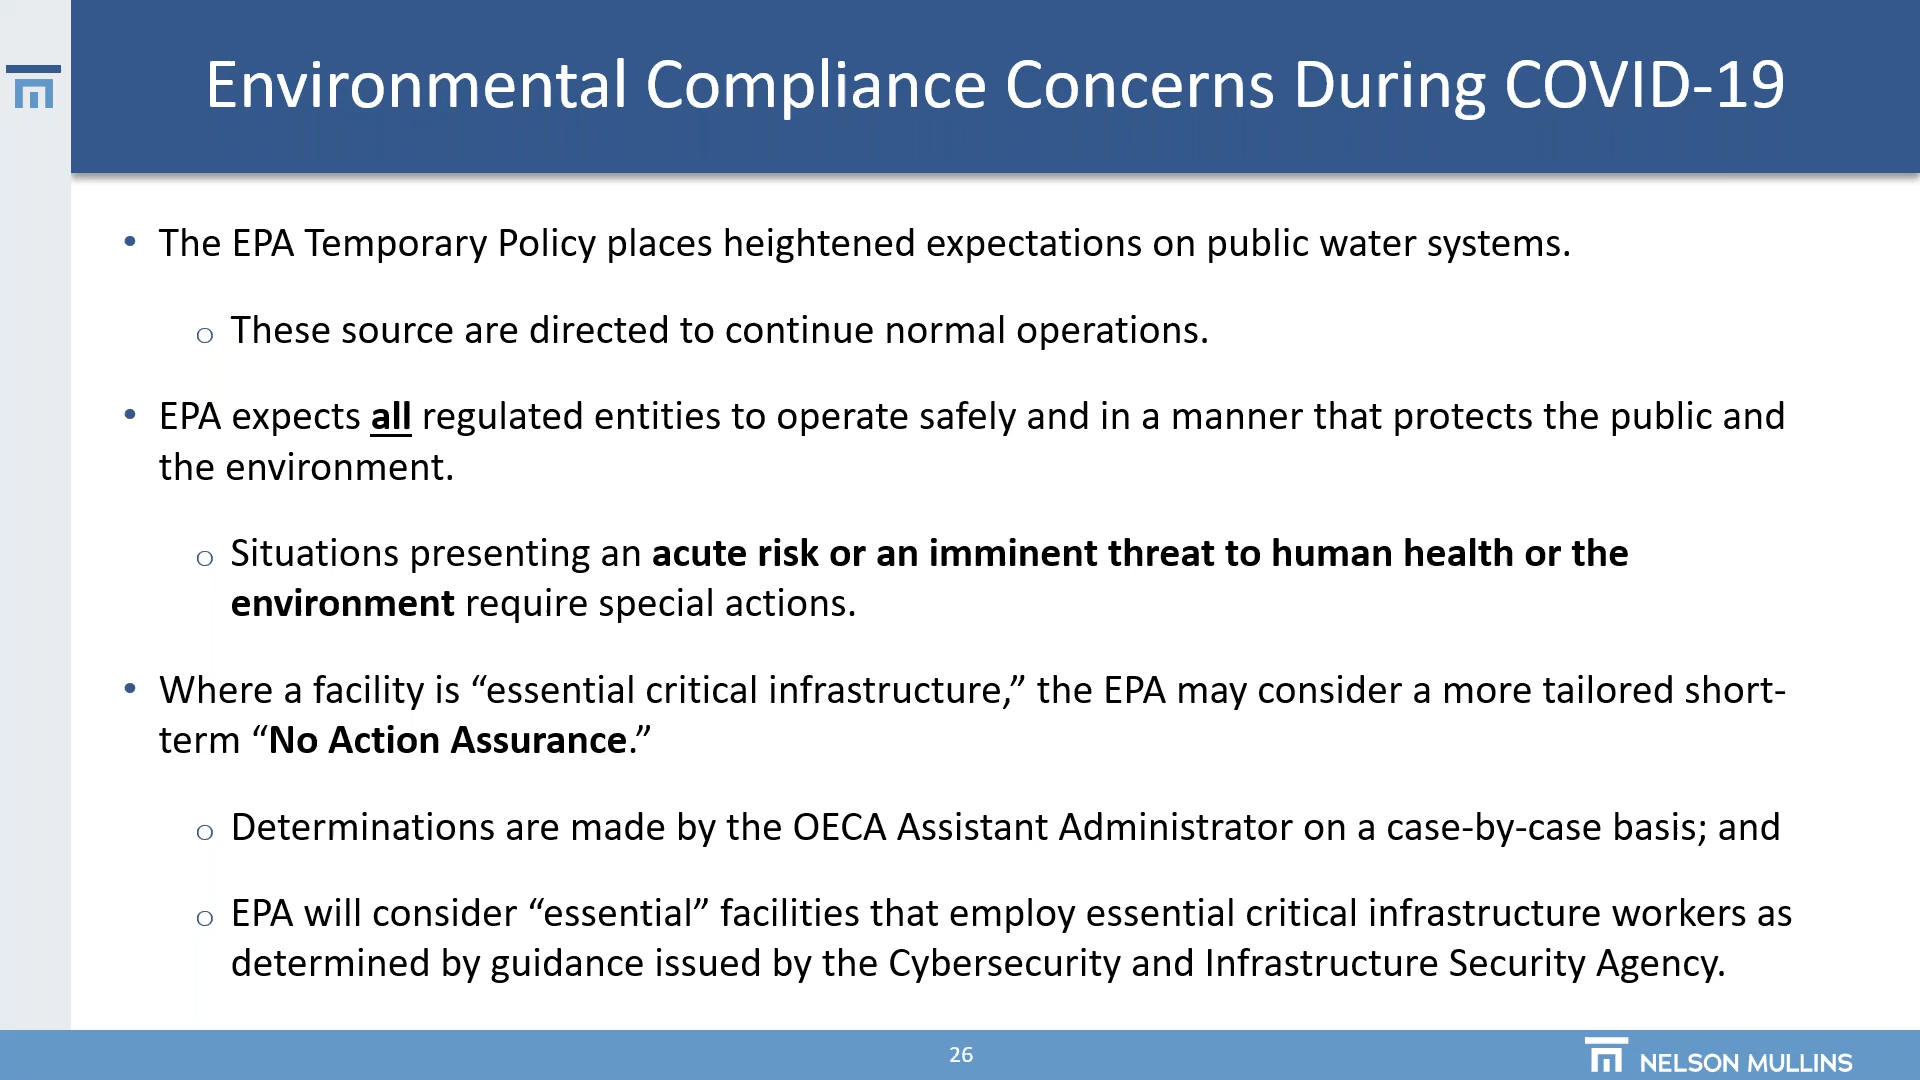 Environmental Compliance Concerns During COVID-19
• The EPA Temporary Policy places heightened expectations on public water systems.
o These source are directed to continue normal operations.
• EPA expects all regulated entities to operate safely and in a manner that protects the public and
the environment.
o Situations presenting an acute risk or an imminent threat to human health or the
environment require special actions.
• Where a facility is “essential critical infrastructure,” the EPA may consider a more tailored short-
term “No Action Assurance.”
o Determinations are made by the OECA Assistant Administrator on a case-by-case basis; and
o EPA will consider “essential” facilities that employ essential critical infrastructure workers as
determined by guidance issued by the Cybersecurity and Infrastructure Security Agency.
26
NELSON MULLINS